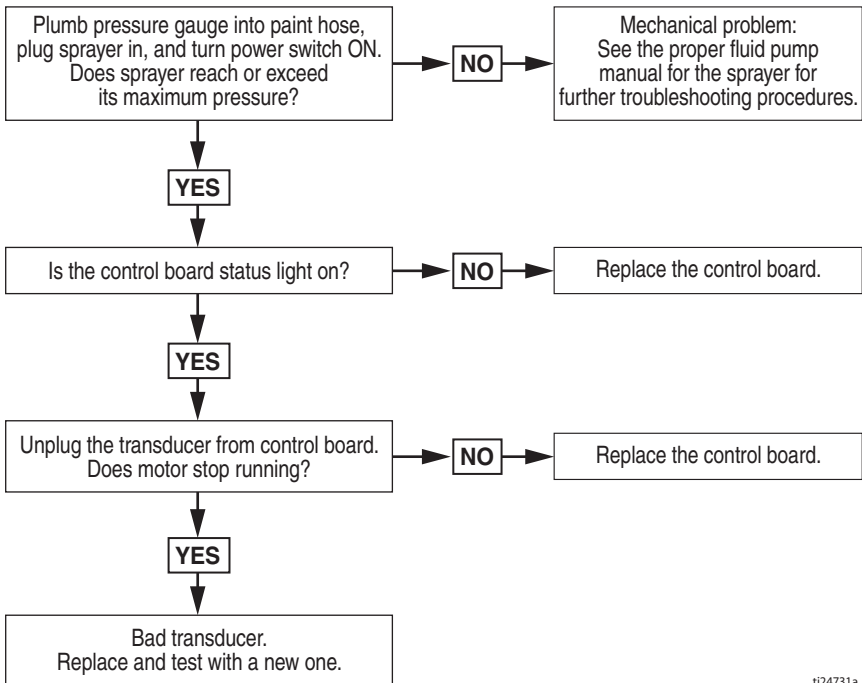 Plumb pressure gauge into paint hose,
plug sprayer in, and turn power switch ON.
Does sprayer reach or exceed
its maximum pressure?
NO
Mechanical problem:
See the proper fluid pump
manual for the sprayer for
further troubleshooting procedures.
YES
Is the control board status light on?
NO
Replace the control board.
YES
Unplug the transducer from control board.
Does motor stop running?
NO
Replace the control board.
YES
Bad transducer.
Replace and test with a new one.
ti24731a